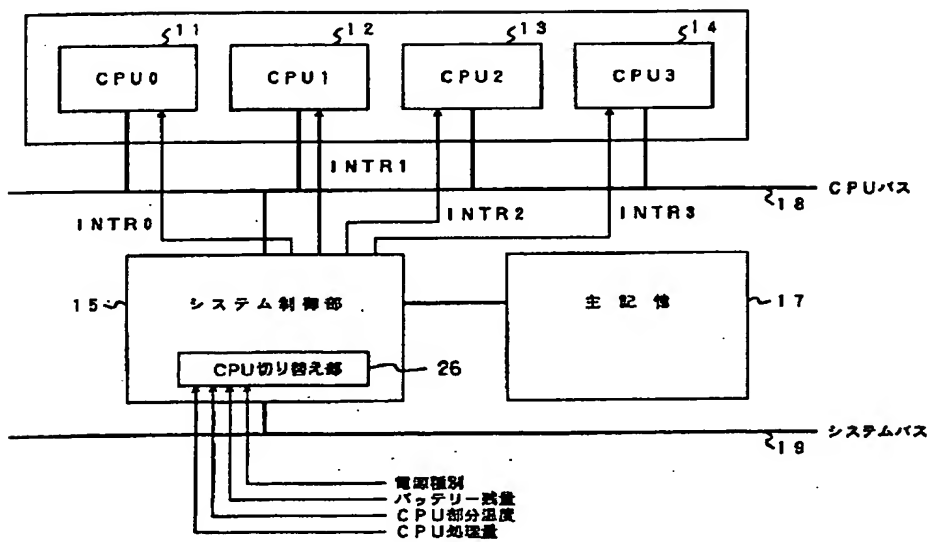 11
12
13
14
CPU0
CPU1
CPU2
CPU3
INTR1
CPUバス
18
INTR0
INTR2
INTR3
15
システム制御部
主記憶
17
CPU切り替え部
26
システムバス
19
電源種別
バッテリー残量
CPU部分温度
CPU処理量